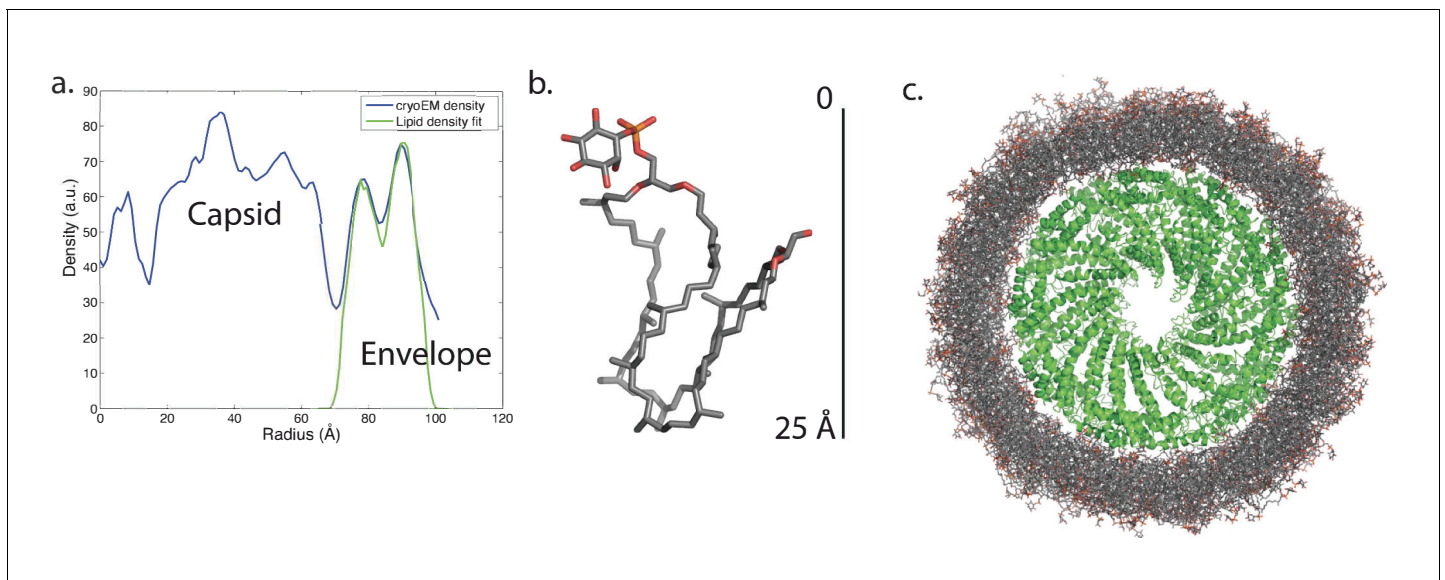 a.
90
80
70
60
50
40
30
20
10
0
Density (a.u.)
0 20 40 60 80 100 120
Radius (Å)
cryoEM density
Lipid density fit
Capsid
Envelope
b.
0
25 Å
c.